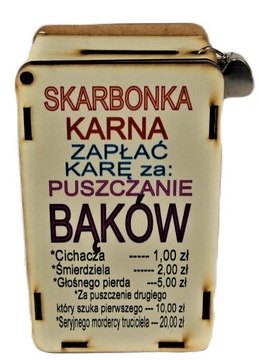 SKARBONKA
KARNA
ZAPŁAĆ
KARĘ za:
PUSZCZANIE
BĄKÓW
*Cichacza ----- 1,00 zł
*Śmierdziela ------ 2,00 zł
*Głośnego pierda ----5,00 zł
*Za puszczenie drugiego
który szuka pierwszego --- 10,00 zł
*Seryjnego mordercy truciciela --- 20,00 zł